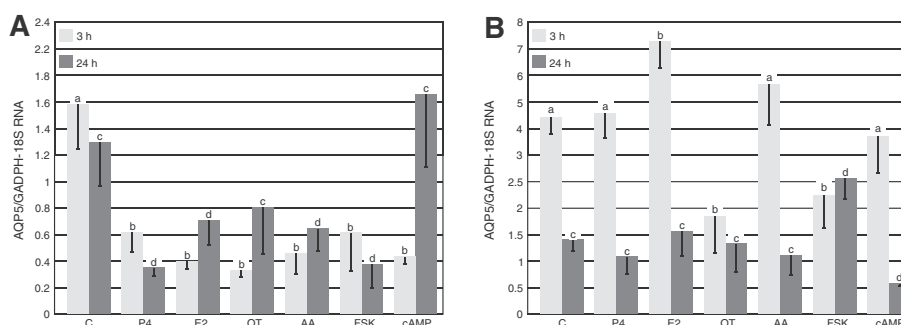 A
2.4
2.2
1.8
1.6
1.4
1.2
1
0.8
0.6
0.4
0.2
0
AQP5/GADPH-18S RNA
3 h
24 h
a c b d b d b c b d b d b c
C P4 E2 OT AA FSK cAMP
B
8
7
6
5
4
3
2.5
2
1.5
1
0.5
0
AQP5/GADPH-18S RNA
3 h
24 h
a c a d b d b d a d b d a d
C P4 E2 OT AA FSK cAMP